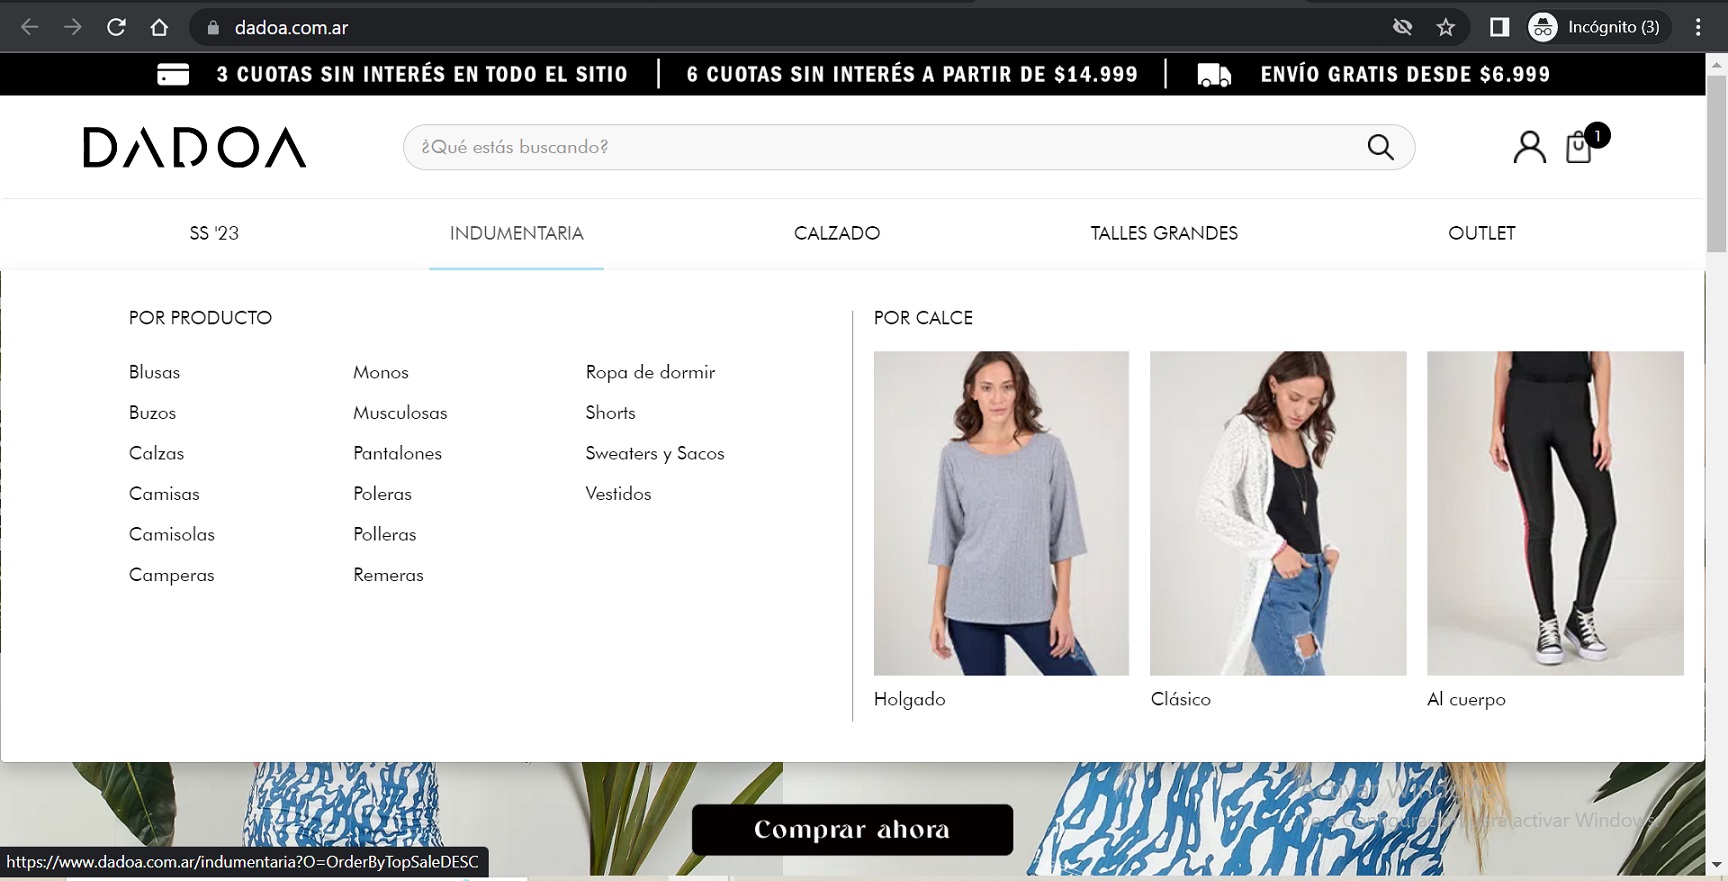 dadoa.com.ar
Incógnito (3)
3 CUOTAS SIN INTERÉS EN TODO EL SITIO
6 CUOTAS SIN INTERÉS A PARTIR DE $14.999
ENVÍO GRATIS DESDE $6.999
DADOA
¿Qué estás buscando?
1
SS '23
INDUMENTARIA
CALZADO
TALLES GRANDES
OUTLET
POR PRODUCTO
Blusas
Buzos
Calzas
Camisas
Camisolas
Camperas
Monos
Musculosas
Pantalones
Poleras
Polleras
Remeras
Ropa de dormir
Shorts
Sweaters y Sacos
Vestidos
POR CALCE
Holgado
Clásico
Al cuerpo
Activar Windows
Ve a Configuración para activar Windows.
Comprar ahora
https://www.dadoa.com.ar/indumentaria?O=OrderByTopSaleDESC